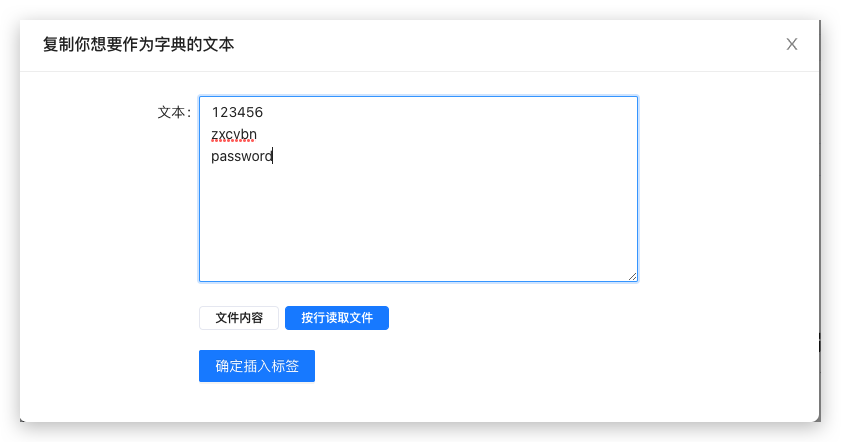 复制你想要作为字典的文本
文本: 123456
zxcvbn
password
文件内容 按行读取文件
确定插入标签